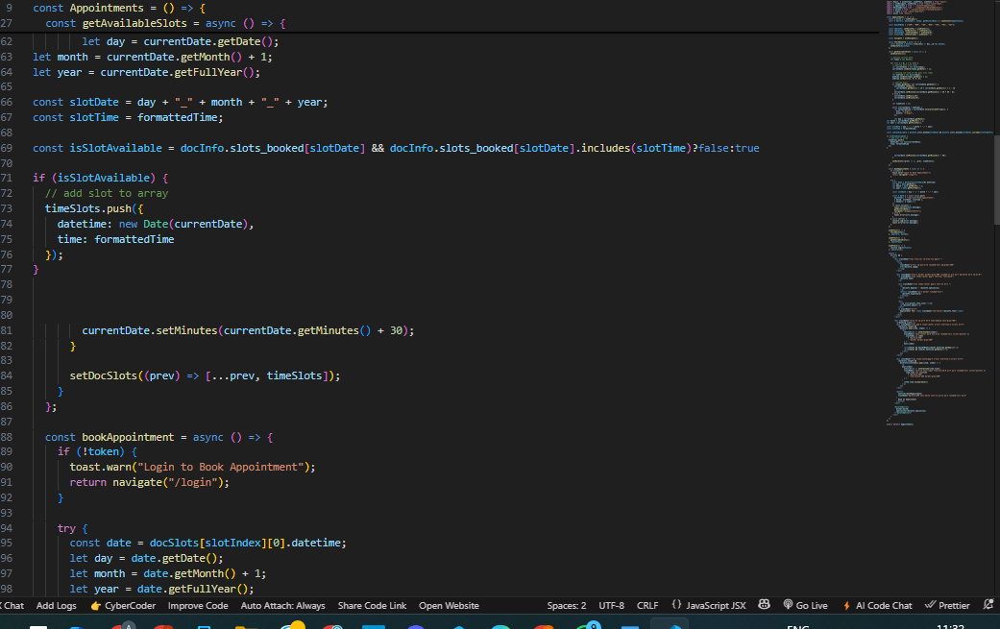 9 const Appointments = () => {
27 const getAvailableSlots = async () => {
62 let day = currentDate.getDate();
63 let month = currentDate.getMonth() + 1;
64 let year = currentDate.getFullYear();
65
66 const slotDate = day + "_" + month + "_" + year;
67 const slotTime = formattedTime;
68
69 const isSlotAvailable = docInfo.slots_booked[slotDate] && docInfo.slots_booked[slotDate].includes(slotTime)?false:true
70
71 if (isSlotAvailable) {
72 // add slot to array
73 timeSlots.push({
74 datetime: new Date(currentDate),
75 time: formattedTime
76 });
77 }
78
79
80
81 currentDate.setMinutes(currentDate.getMinutes() + 30);
82 }
83
84 setDocSlots((prev) => [...prev, timeSlots]);
85 }
86 };
87
88 const bookAppointment = async () => {
89 if (!token) {
90 toast.warn("Login to Book Appointment");
91 return navigate("/login");
92 }
93
94 try {
95 const date = docSlots[slotIndex][0].datetime;
96 let day = date.getDate();
97 let month = date.getMonth() + 1;
98 let year = date.getFullYear();
Chat Add Logs CyberCoder Improve Code Auto Attach: Always Share Code Link Open Website Spaces: 2 UTF-8 CRLF {} JavaScript JSX Go Live AI Code Chat Prettier
ENG 11:32